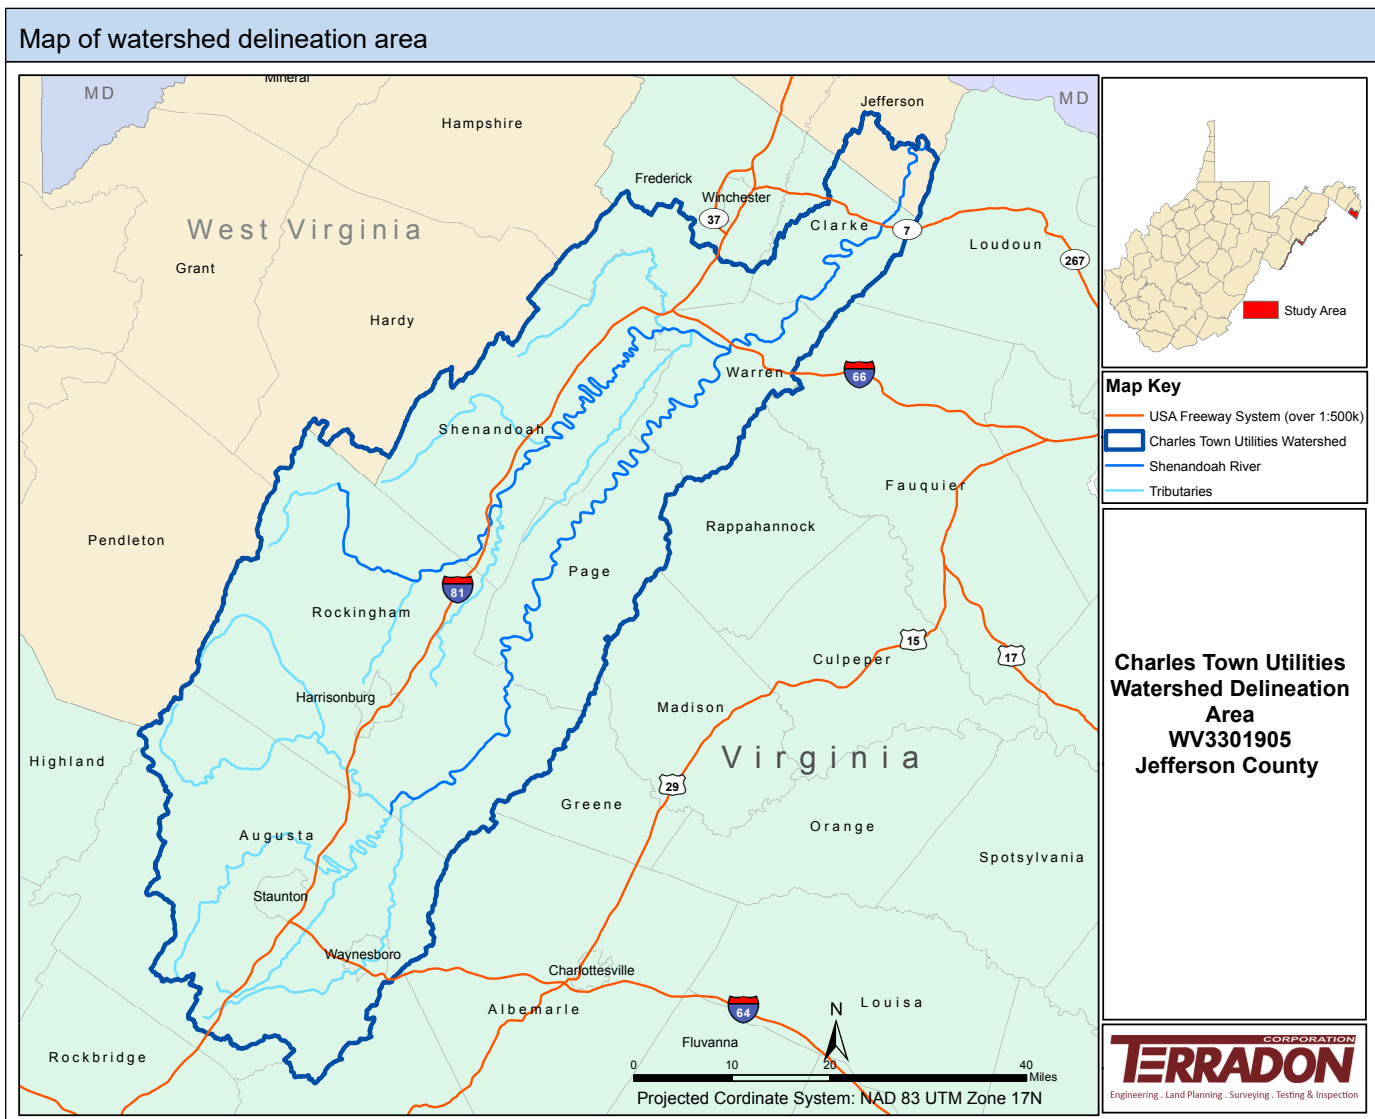 Map of watershed delineation area
MD
Mineral
Hampshire
Jefferson
MD
Frederick
Winchester
37
Clarke
7
Loudoun
267
West Virginia
Grant
Hardy
Warren
66
Shenandoah
Fauquier
Rappahannock
Pendleton
Page
81
Rockingham
15
17
Culpeper
Harrisonburg
Madison
Highland
Virginia
29
Greene
Augusta
Orange
Spotsylvania
Staunton
Waynesboro
Charlottesville
Albemarle
64
Louisa
N
Fluvanna
Rockbridge
0 10 20 40
Miles
Projected Cordinate System: NAD 83 UTM Zone 17N
Study Area
Map Key
USA Freeway System (over 1:500k)
Charles Town Utilities Watershed
Shenandoah River
Tributaries
Charles Town Utilities
Watershed Delineation
Area
WV3301905
Jefferson County
CORPORATION
TERRADON
Engineering . Land Planning . Surveying . Testing & Inspection